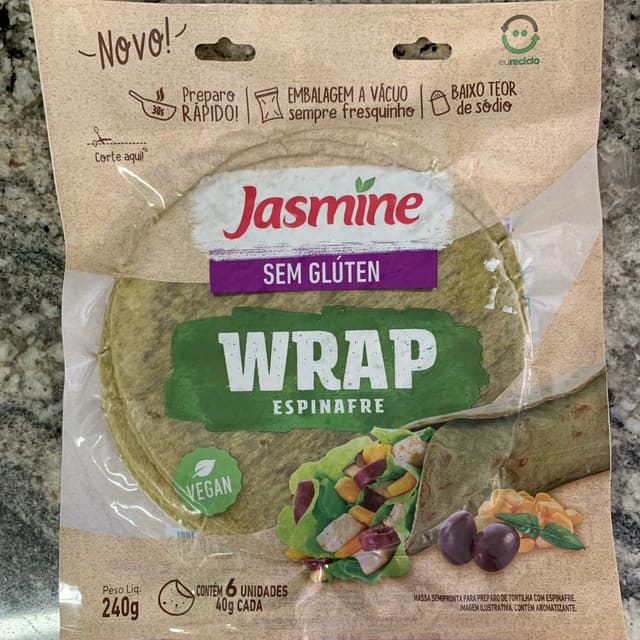 NOVO!
eureciclo
30s
Preparo
RÁPIDO!
EMBALAGEM A VÁCUO
sempre fresquinho
BAIXO TEOR
de sódio
Corte aqui!
Jasmine
SEM GLÚTEN
WRAP
ESPINAFRE
VEGAN
Peso Líq.
240g
CONTÉM 6 UNIDADES
40g CADA
MASSA SEMIPRONTA PARA PREPARO DE TORTILHA COM ESPINAFRE.
IMAGEM ILUSTRATIVA. CONTÉM AROMATIZANTE.